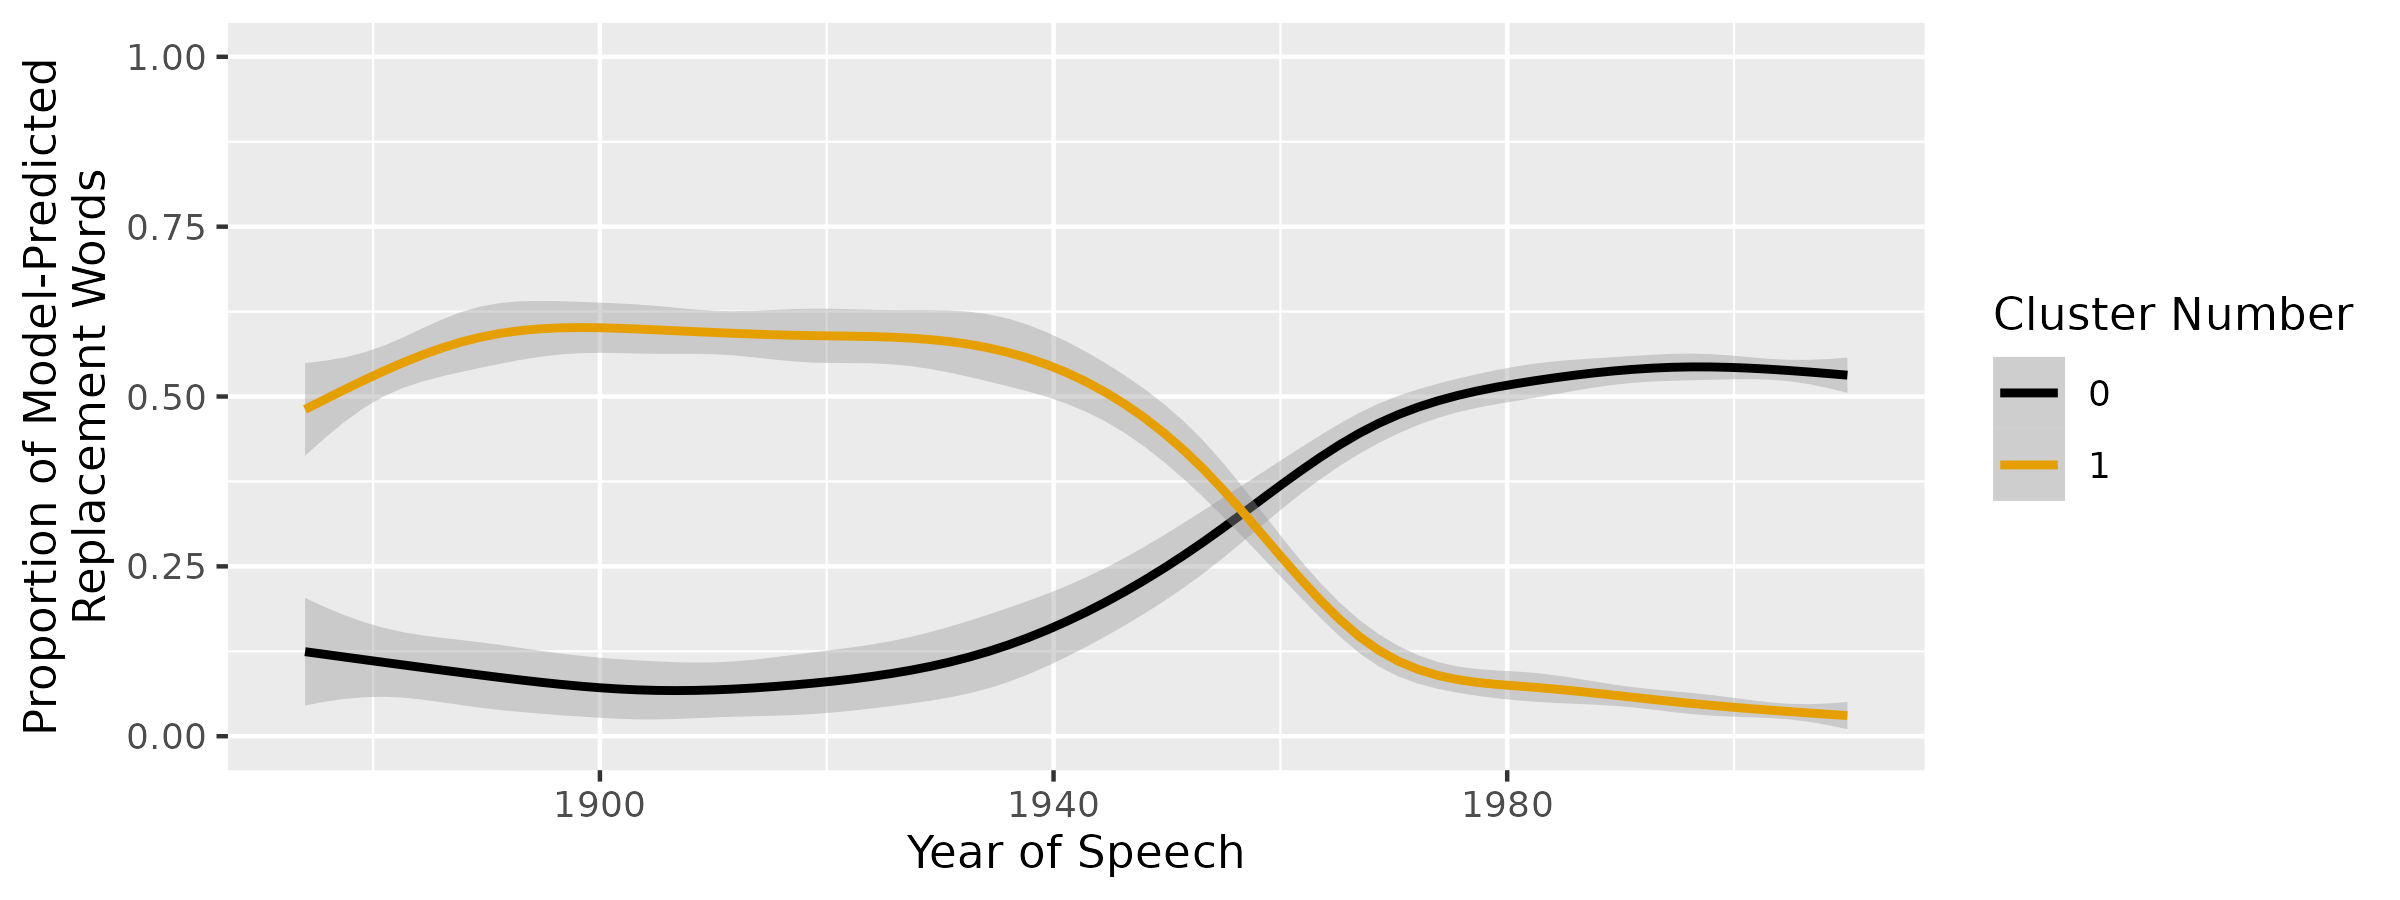 Proportion of Model-Predicted
Replacement Words
1.00
0.75
0.50
0.25
0.00
1900
1940
1980
Year of Speech
Cluster Number
0
1